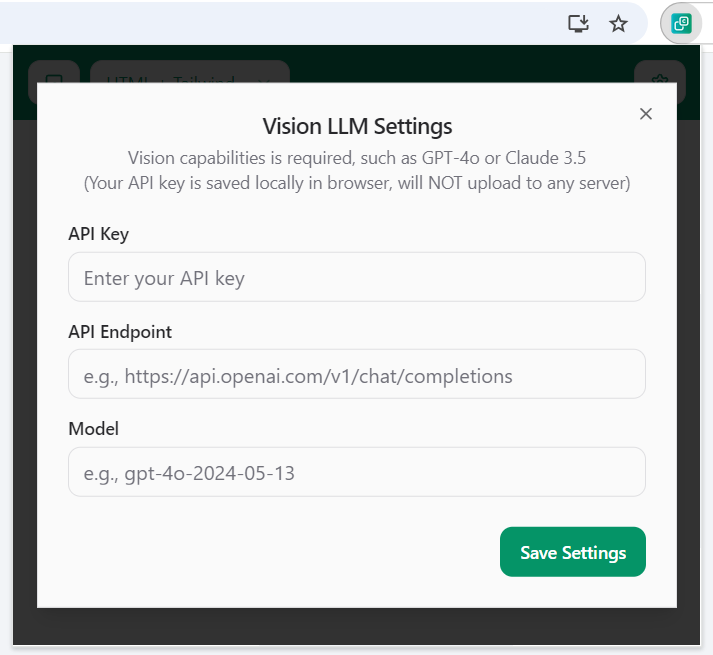 HTML + Tailwind
Vision LLM Settings
Vision capabilities is required, such as GPT-4o or Claude 3.5
(Your API key is saved locally in browser, will NOT upload to any server)
API Key
Enter your API key
API Endpoint
e.g., https://api.openai.com/v1/chat/completions
Model
e.g., gpt-4o-2024-05-13
Save Settings